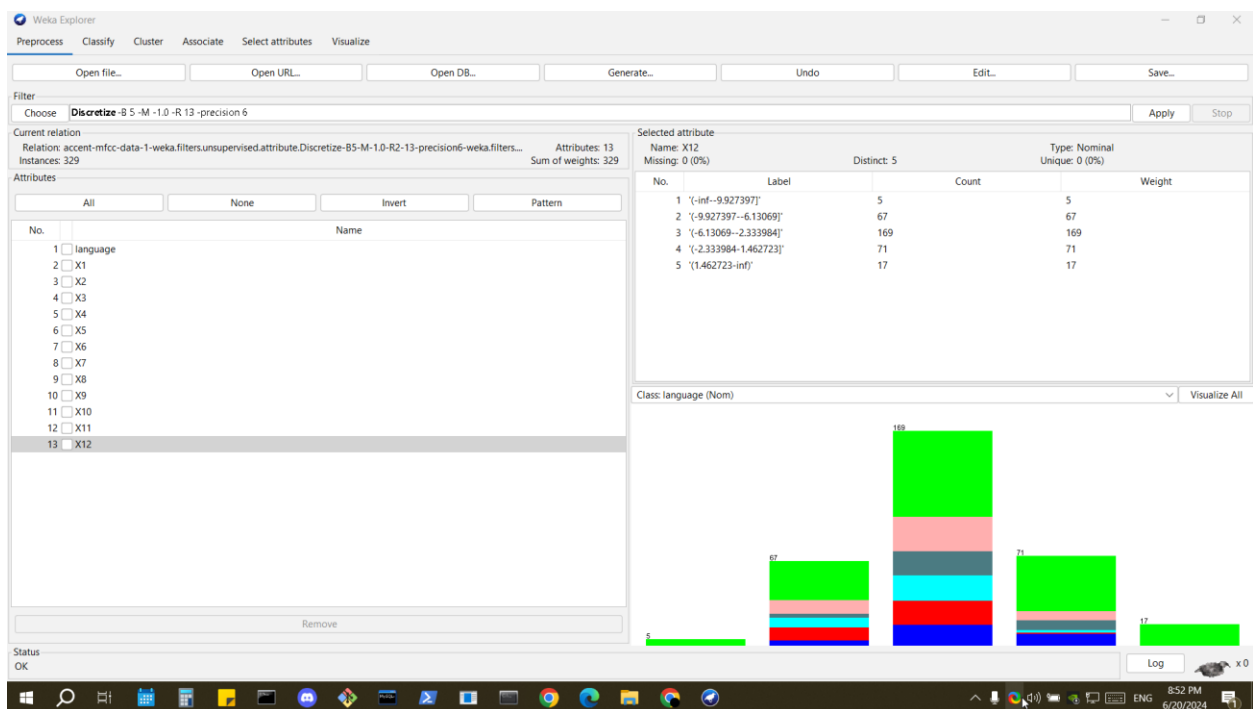 Weka Explorer
Preprocess Classify Cluster Associate Select attributes Visualize
Open file... Open URL... Open DB... Generate... Undo Edit... Save...
Filter
Choose Discretize -B 5 -M -1.0 -R 13 -precision 6 Apply Stop
Current relation
Relation: accent-mfcc-data-1-weka.filters.unsupervised.attribute.Discretize-B5-M-1.0-R2-13-precision6-weka.filters.... Attributes: 13
Instances: 329 Sum of weights: 329
Attributes
All None Invert Pattern
No. Name
1 language
2 X1
3 X2
4 X3
5 X4
6 X5
7 X6
8 X7
9 X8
10 X9
11 X10
12 X11
13 X12
Remove
Selected attribute
Name: X12 Type: Nominal
Missing: 0 (0%) Distinct: 5 Unique: 0 (0%)
No. Label Count Weight
1 '(-inf--9.927397]' 5 5
2 '(-9.927397--6.13069]' 67 67
3 '(-6.13069--2.333984]' 169 169
4 '(-2.333984-1.462723]' 71 71
5 '(1.462723-inf)' 17 17
Class: language (Nom) Visualize All
5
67
169
71
17
Status
OK
Log x 0
ENG 8:52 PM
6/20/2024